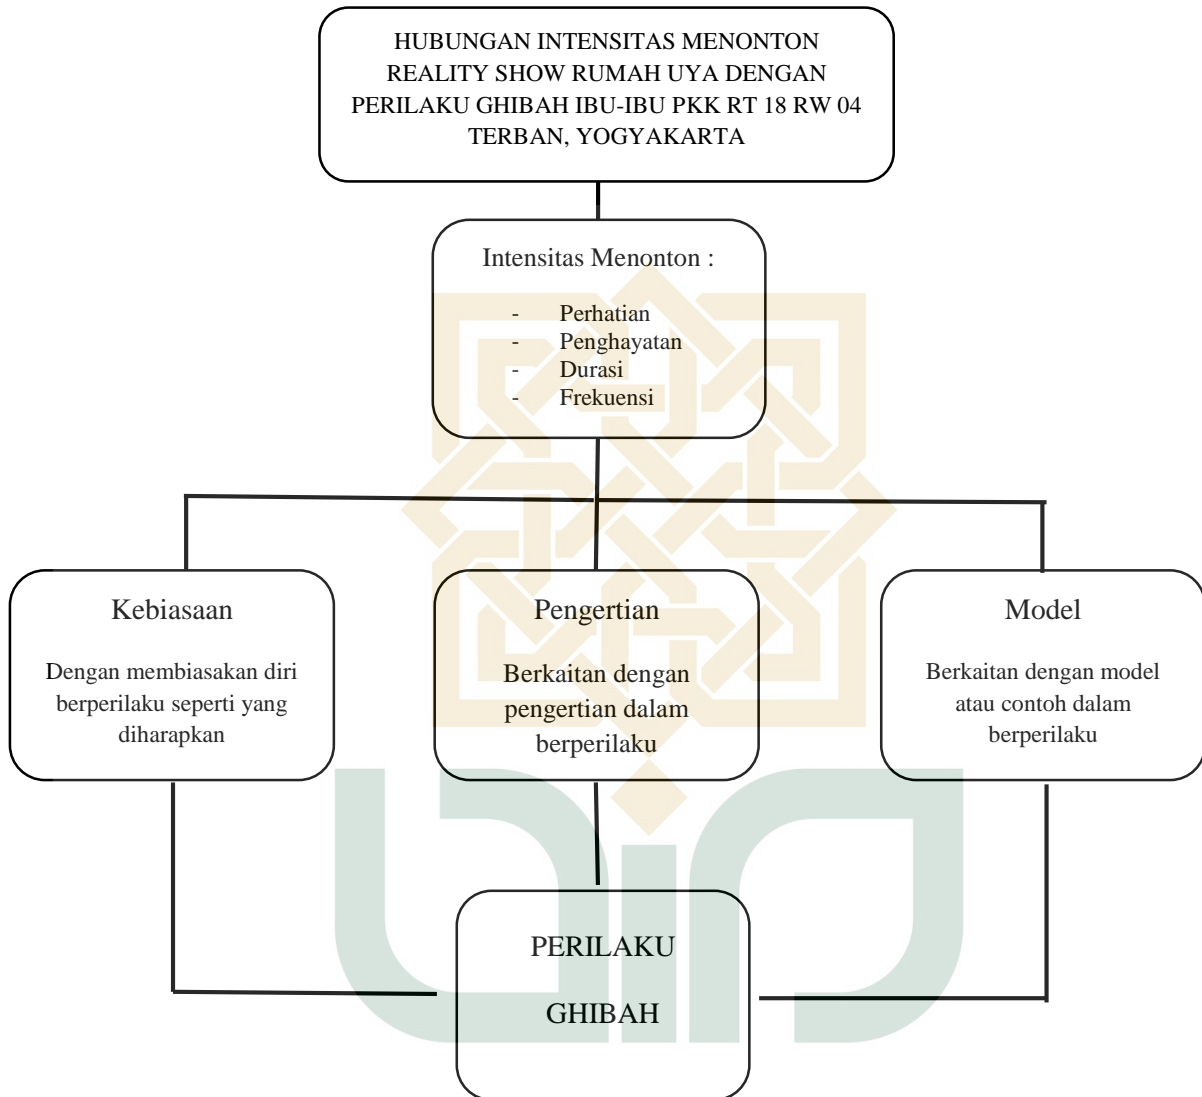 HUBUNGAN INTENSITAS MENONTON
REALITY SHOW RUMAH UYA DENGAN
PERILAKU GHIBAH IBU-IBU PKK RT 18 RW 04
TERBAN, YOGYAKARTA
Intensitas Menonton :
- Perhatian
- Penghayatan
- Durasi
- Frekuensi
Kebiasaan
Dengan membiasakan diri
berperilaku seperti yang
diharapkan
Pengertian
Berkaitan dengan
pengertian dalam
berperilaku
Model
Berkaitan dengan model
atau contoh dalam
berperilaku
PERILAKU
GHIBAH